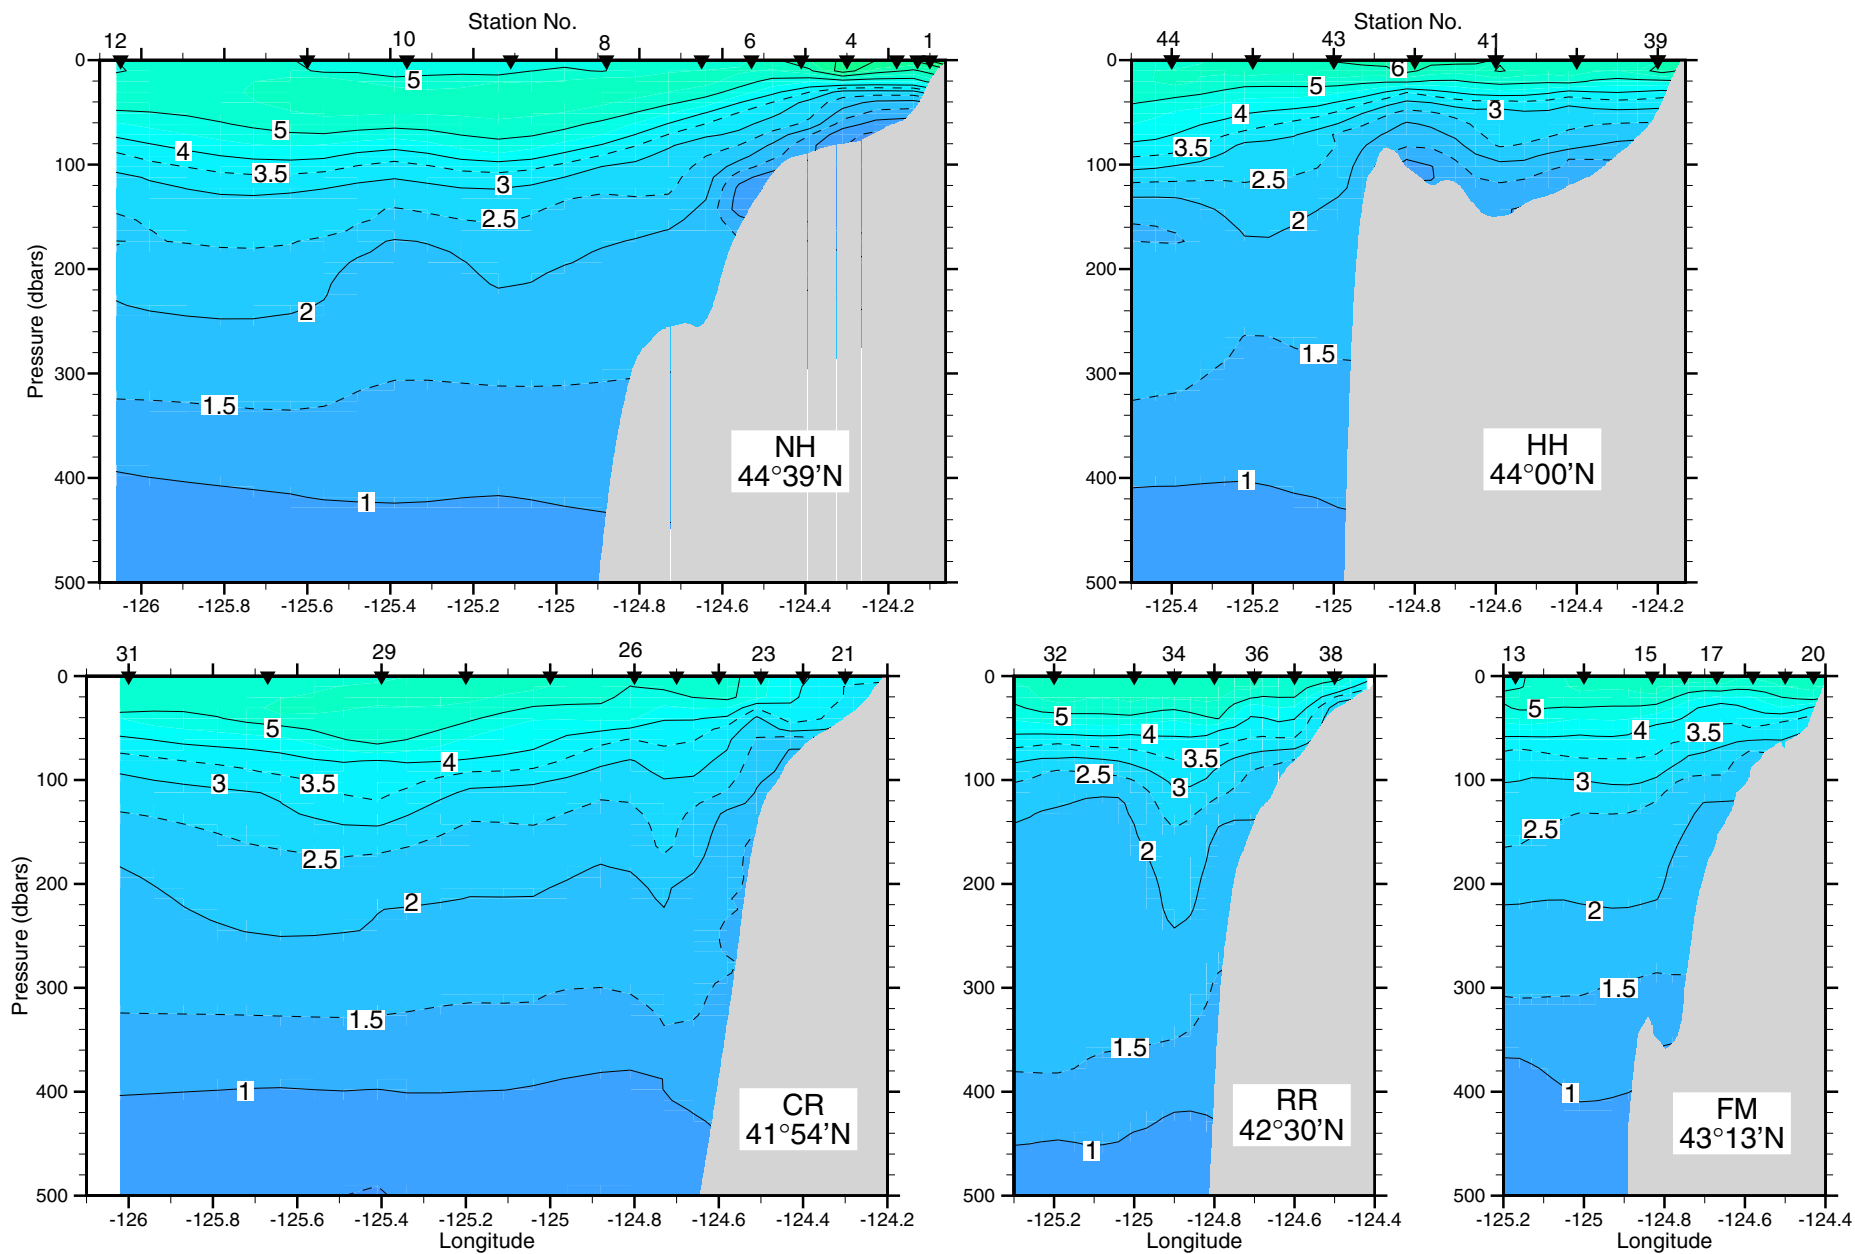 Station No.
12 10 8 6 4 1
0
100
200
300
400
500
Pressure (dbars)
5
5
4
3.5
3
2.5
2
1.5
1
NH
44°39'N
-126 -125.8 -125.6 -125.4 -125.2 -125 -124.8 -124.6 -124.4 -124.2
Station No.
44 43 41 39
0
100
200
300
400
500
6
5
4
3
3.5
2.5
2
1.5
1
HH
44°00'N
-125.4 -125.2 -125 -124.8 -124.6 -124.4 -124.2
31 29 26 23 21
0
100
200
300
400
500
Pressure (dbars)
5
4
3
3.5
2.5
2
1.5
1
CR
41°54'N
-126 -125.8 -125.6 -125.4 -125.2 -125 -124.8 -124.6 -124.4 -124.2
Longitude
32 34 36 38
0
100
200
300
400
500
5
4
3.5
2.5
3
2
1.5
1
RR
42°30'N
-125.2 -125 -124.8 -124.6 -124.4
Longitude
13 15 17 20
0
100
200
300
400
500
5
4
3.5
3
2.5
2
1.5
1
FM
43°13'N
-125.2 -125 -124.8 -124.6 -124.4
Longitude